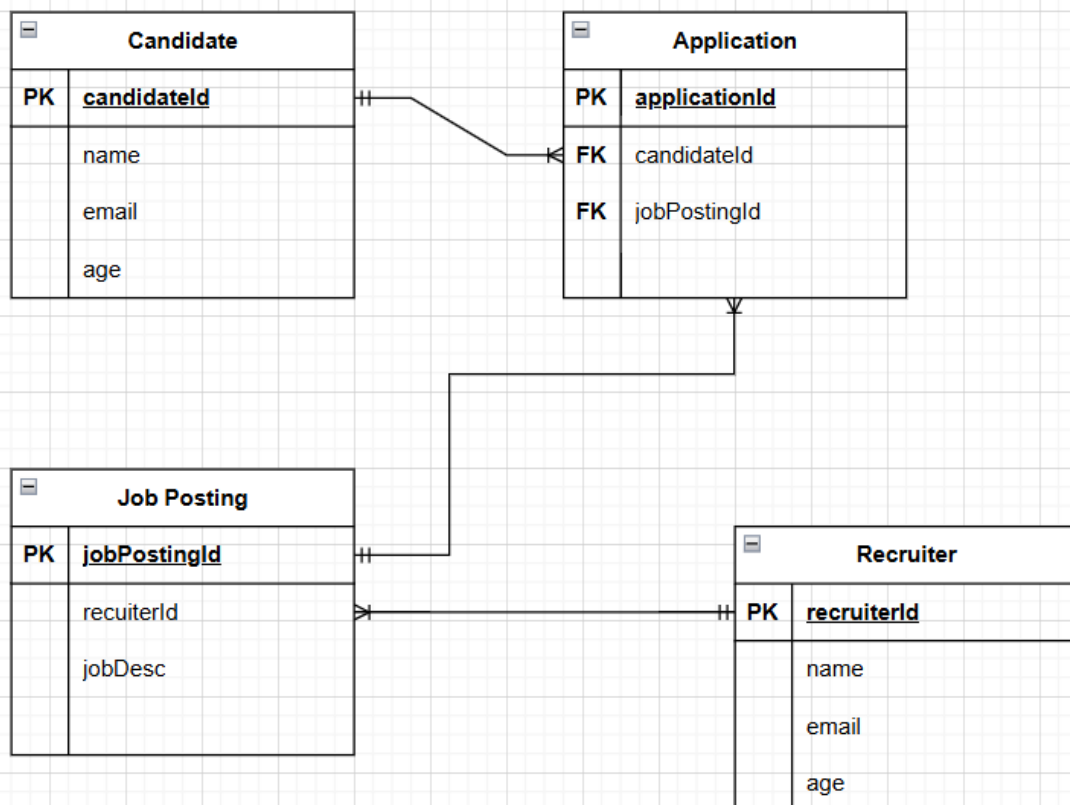 Candidate
PK candidateId
name
email
age
Application
PK applicationId
FK candidateId
FK jobPostingId
Job Posting
PK jobPostingId
recuiterId
jobDesc
Recruiter
PK recruiterId
name
email
age